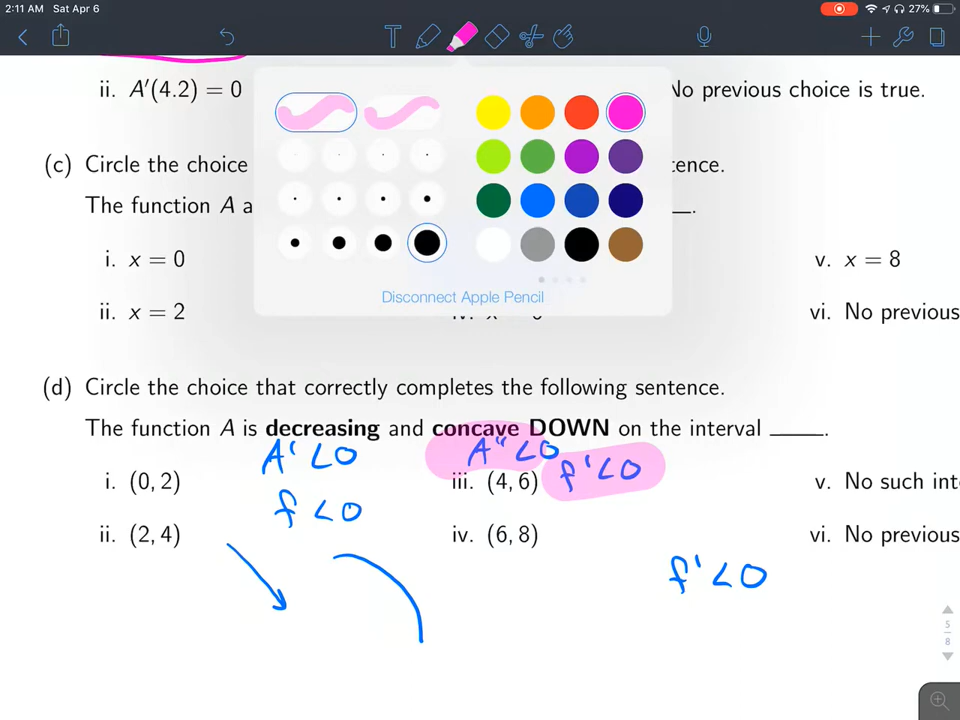 2:11 AM Sat Apr 6
27%
T
ii. A′(4.2) = 0
No previous choice is true.
(c) Circle the choice
tence.
The function A a
i. x = 0
v. x = 8
Disconnect Apple Pencil
ii. x = 2
vi. No previous
(d) Circle the choice that correctly completes the following sentence.
The function A is decreasing and concave DOWN on the interval _____.
A' <0
A'' <0
i. (0, 2)
iii. (4, 6)
f' <0
v. No such int
f <0
ii. (2, 4)
iv. (6, 8)
vi. No previous
f' <0
5
8